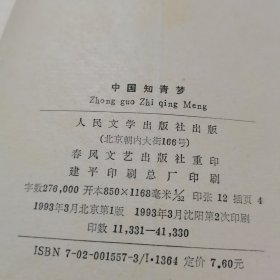 中国知青梦
Zhong guo Zhi qing Meng
人民文学出版社出版
(北京朝内大街166号)
春风文艺出版社重印
建平印刷总厂印刷
字数276,000 开本850×1168毫米1/32 印张12 插页4
1993年3月北京第1版 1993年3月沈阳第2次印刷
印数 11,331—41,330
ISBN 7-02-001557-3/I·1364 定价 7.60元